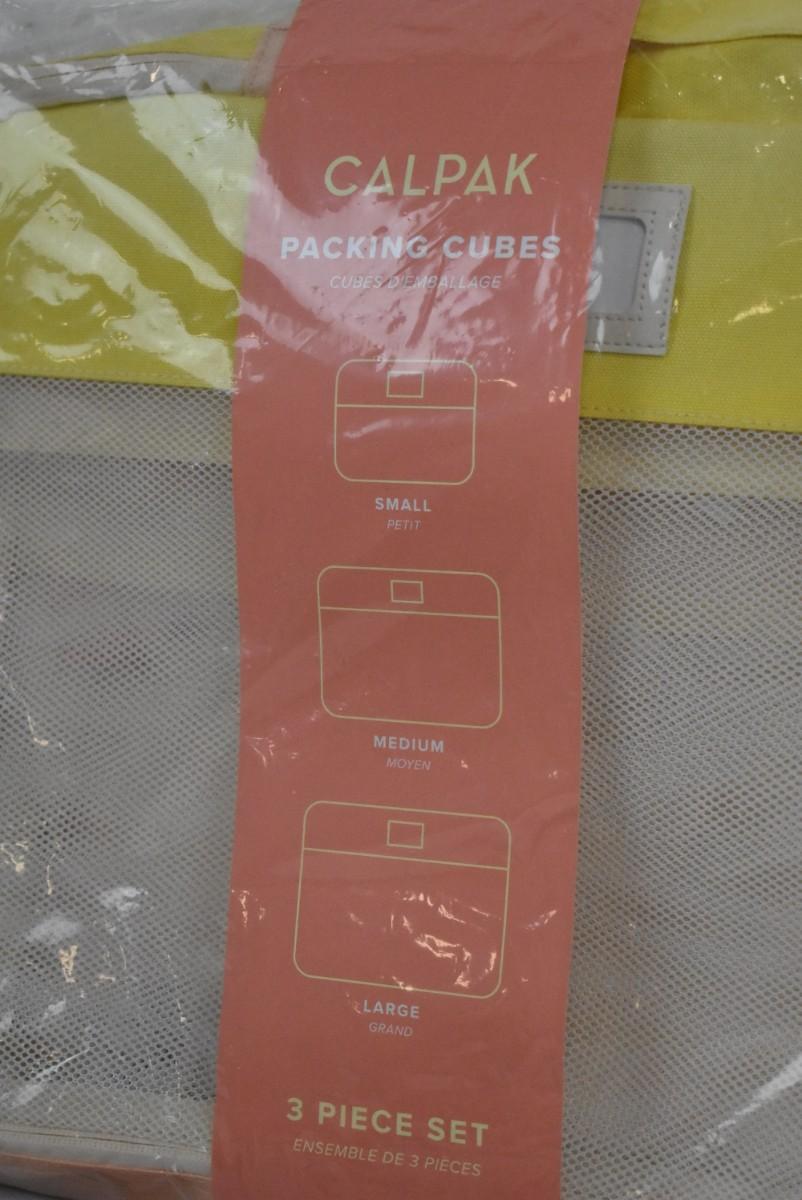 CALPAK
PACKING CUBES
CUBES D'EMBALLAGE
SMALL
PETIT
MEDIUM
MOYEN
LARGE
GRAND
3 PIECE SET
ENSEMBLE DE 3 PIÈCES